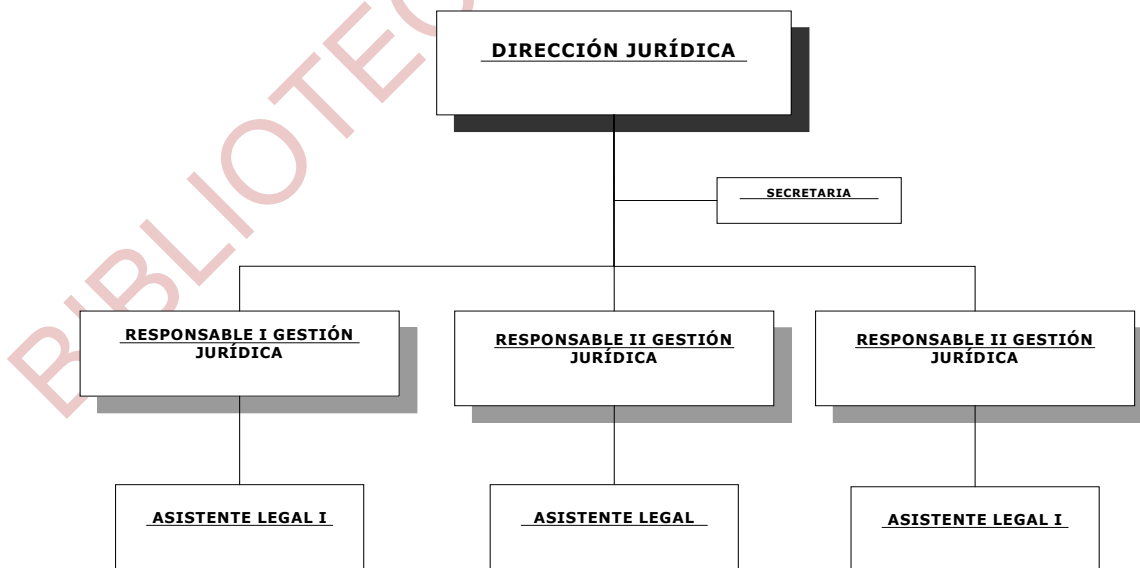 DIRECCIÓN JURÍDICA
SECRETARIA
RESPONSABLE I GESTIÓN
JURÍDICA
RESPONSABLE II GESTIÓN
JURÍDICA
RESPONSABLE II GESTIÓN
JURÍDICA
ASISTENTE LEGAL I
ASISTENTE LEGAL
ASISTENTE LEGAL I
BIBLIOTEC